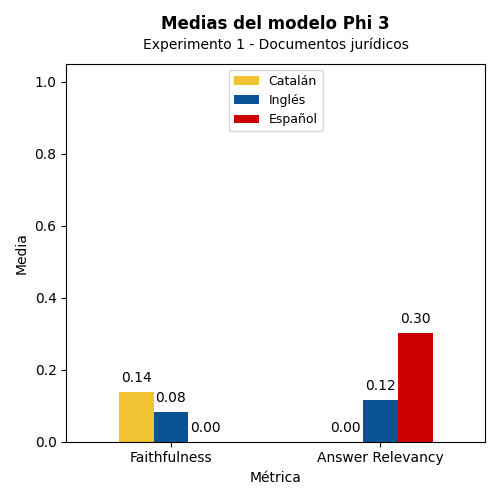 Medias del modelo Phi 3
Experimento 1 - Documentos jurídicos
Catalán
Inglés
Español
1.0
0.8
0.6
0.4
0.2
0.0
Media
0.14
0.08
0.00
0.00
0.12
0.30
Faithfulness
Answer Relevancy
Métrica